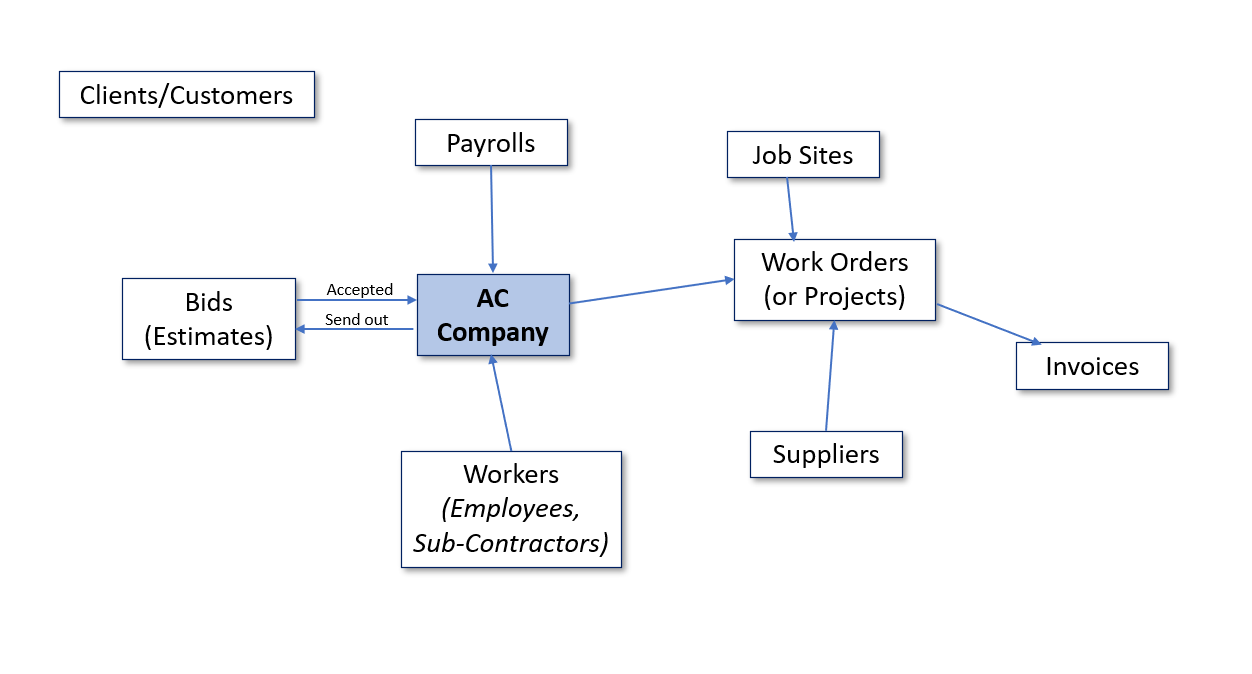 Clients/Customers
Payrolls
Job Sites
Work Orders
(or Projects)
Bids
(Estimates)
Accepted
Send out
AC
Company
Invoices
Suppliers
Workers
(Employees,
Sub-Contractors)